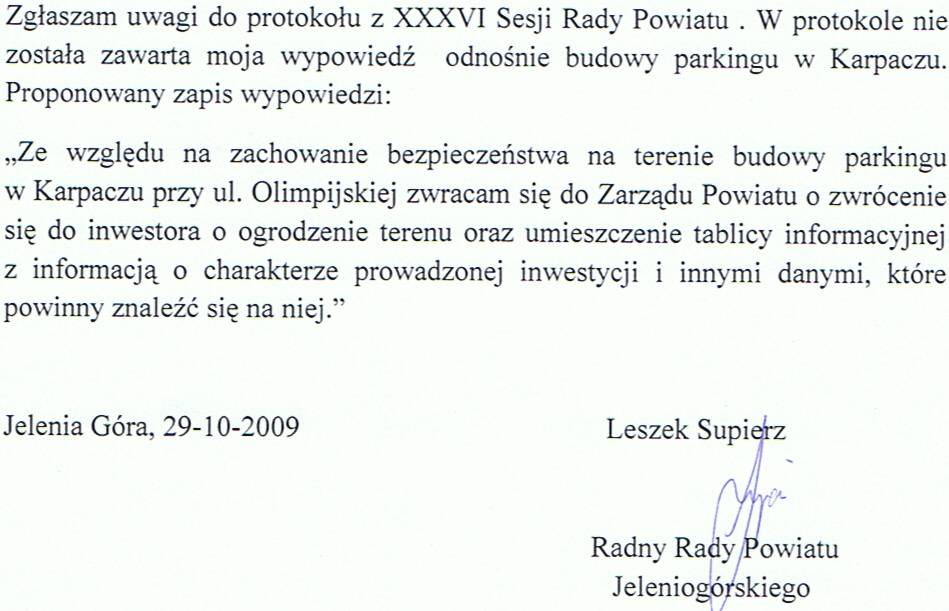 Zgłaszam uwagi do protokołu z XXXVI Sesji Rady Powiatu . W protokole nie
została zawarta moja wypowiedź odnośnie budowy parkingu w Karpaczu.
Proponowany zapis wypowiedzi:
„Ze względu na zachowanie bezpieczeństwa na terenie budowy parkingu
w Karpaczu przy ul. Olimpijskiej zwracam się do Zarządu Powiatu o zwrócenie
się do inwestora o ogrodzenie terenu oraz umieszczenie tablicy informacyjnej
z informacją o charakterze prowadzonej inwestycji i innymi danymi, które
powinny znaleźć się na niej.”
Jelenia Góra, 29-10-2009
Leszek Supierz
Radny Rady Powiatu
Jeleniogórskiego